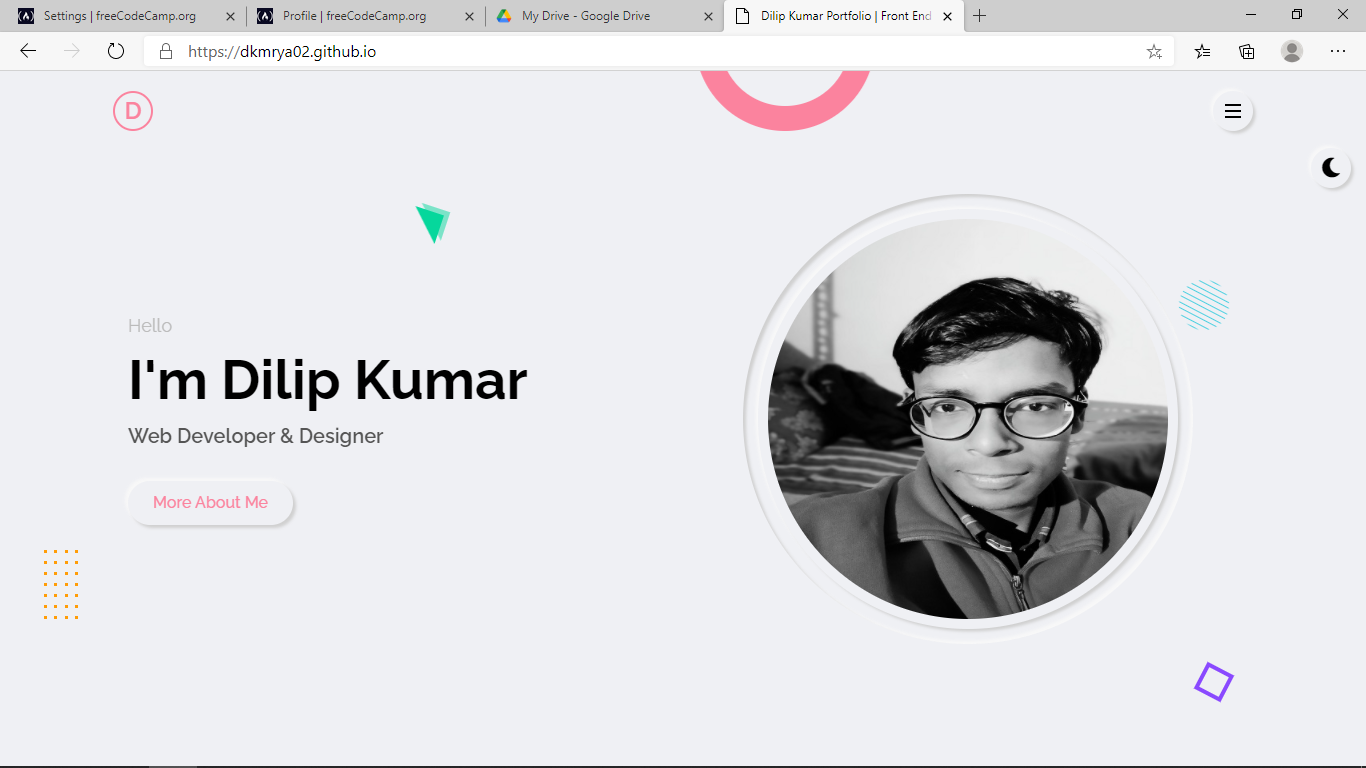 Settings | freeCodeCamp.org
Profile | freeCodeCamp.org
My Drive - Google Drive
Dilip Kumar Portfolio | Front End
https://dkmrya02.github.io
D
Hello
I'm Dilip Kumar
Web Developer & Designer
More About Me